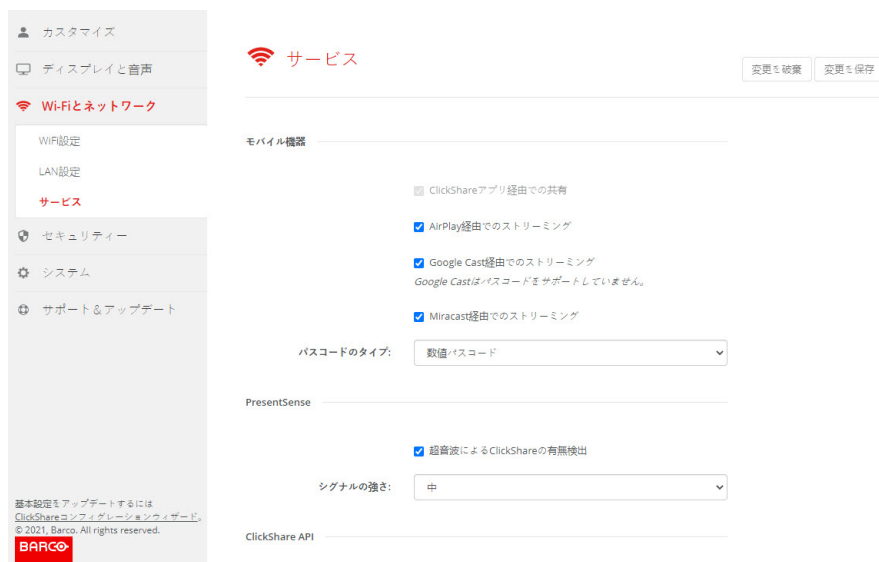 カスタマイズ
ディスプレイと音声
Wi-Fiとネットワーク
WiFi設定
LAN設定
サービス
セキュリティー
システム
サポート＆アップデート
基本設定をアップデートするには
ClickShareコンフィグレーションウィザード。
© 2021, Barco. All rights reserved.
BARCO
サービス
変更を破棄
変更を保存
モバイル機器
ClickShareアプリ経由での共有
AirPlay経由でのストリーミング
Google Cast経由でのストリーミング
Google Castはパスコードをサポートしていません。
Miracast経由でのストリーミング
パスコードのタイプ: 数値パスコード
PresentSense
超音波によるClickShareの有無検出
シグナルの強さ: 中
ClickShare API